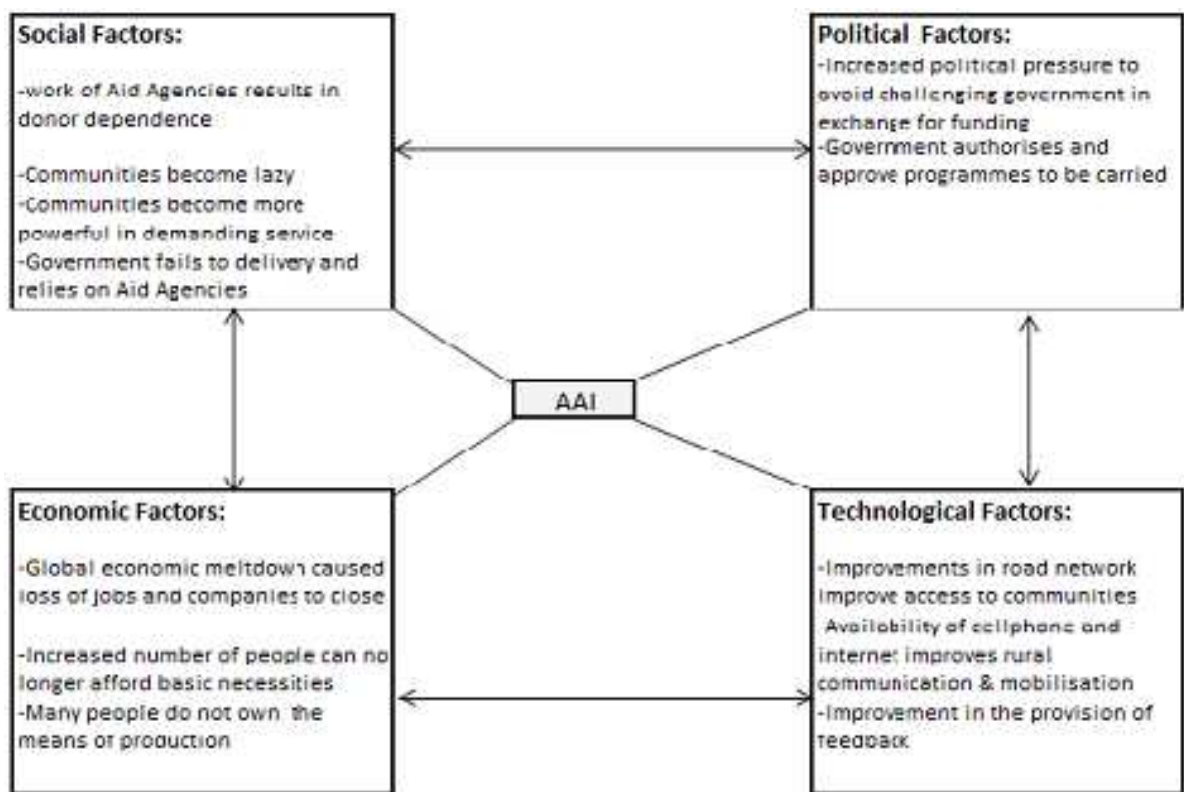 Social Factors:
-work of Aid Agencies results in
donor dependence
-Communities become lazy
-Communities become more
powerful in demanding service
-Government fails to delivery and
relies on Aid Agencies
Political Factors:
-Increased political pressure to
avoid challenging government in
exchange for funding
-Government authorises and
approve programmes to be carried
AAI
Economic Factors:
-Global economic meltdown caused
loss of jobs and companies to close
-Increased number of people can no
longer afford basic necessities
-Many people do not own the
means of production
Technological Factors:
-Improvements in road network
improve access to communities
Availability of cellphone and
internet improves rural
communication & mobilisation
-Improvement in the provision of
feedback